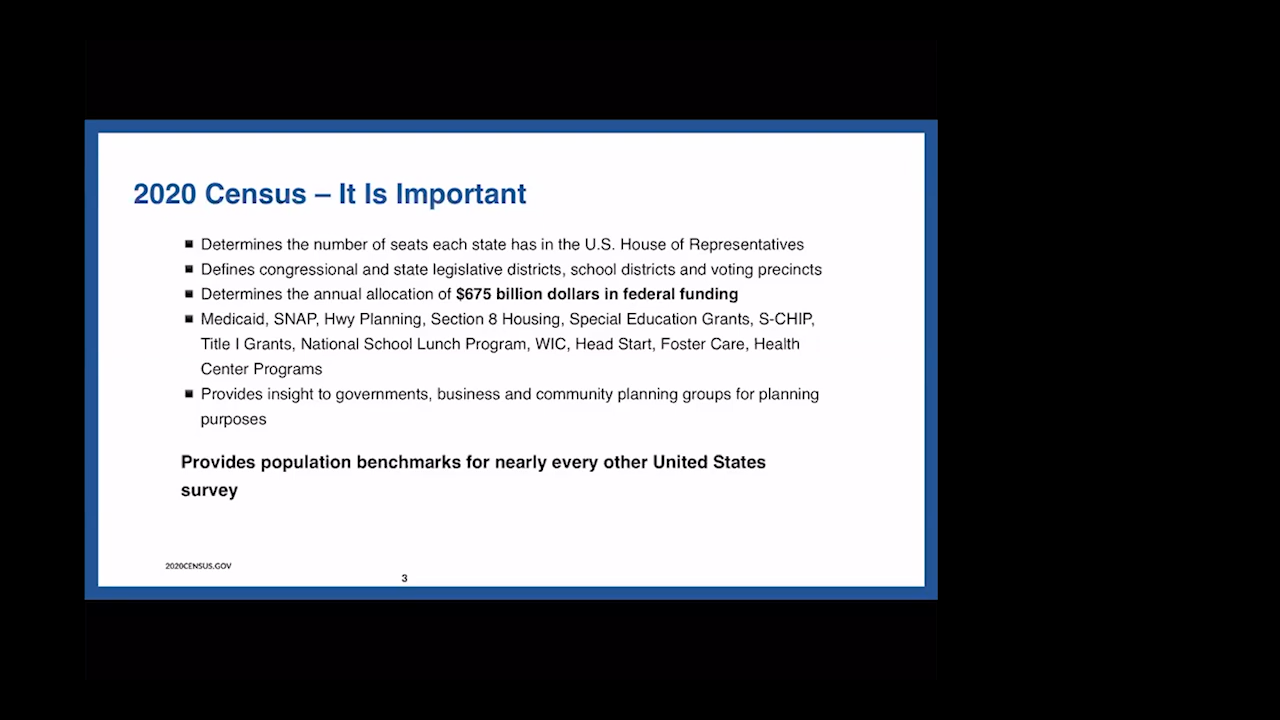 2020 Census – It Is Important
▪ Determines the number of seats each state has in the U.S. House of Representatives
▪ Defines congressional and state legislative districts, school districts and voting precincts
▪ Determines the annual allocation of $675 billion dollars in federal funding
▪ Medicaid, SNAP, Hwy Planning, Section 8 Housing, Special Education Grants, S-CHIP,
Title I Grants, National School Lunch Program, WIC, Head Start, Foster Care, Health
Center Programs
▪ Provides insight to governments, business and community planning groups for planning
purposes
Provides population benchmarks for nearly every other United States
survey
2020CENSUS.GOV
3